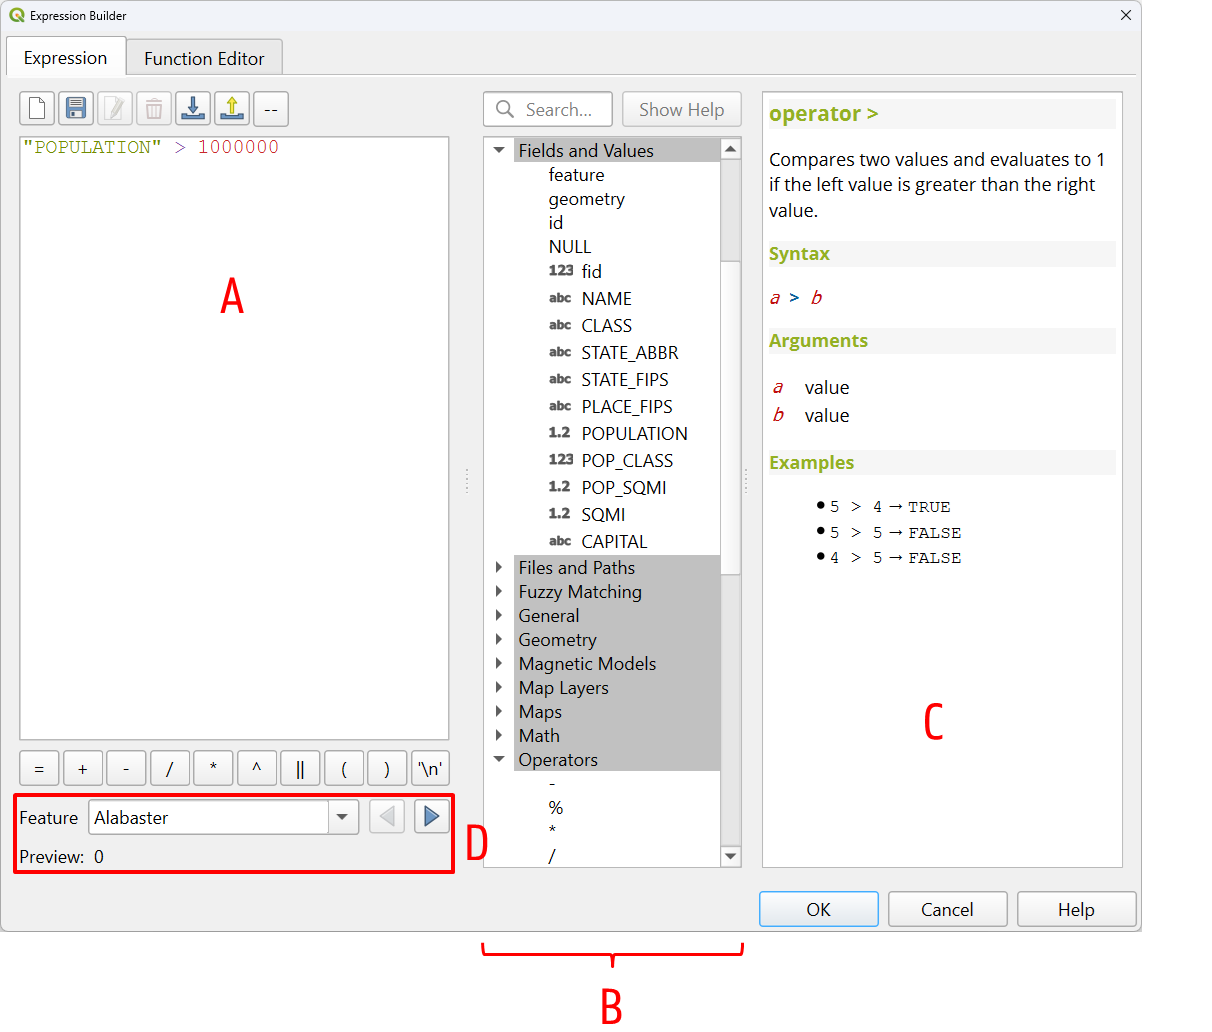 Expression Builder
Expression
Function Editor
--
Search...
Show Help
"POPULATION" > 1000000
A
= + - / * ^ || ( ) '\n'
Feature Alabaster
Preview: 0
D
Fields and Values
feature
geometry
id
NULL
123 fid
abc NAME
abc CLASS
abc STATE_ABBR
abc STATE_FIPS
abc PLACE_FIPS
1.2 POPULATION
123 POP_CLASS
1.2 POP_SQMI
1.2 SQMI
abc CAPITAL
Files and Paths
Fuzzy Matching
General
Geometry
Magnetic Models
Map Layers
Maps
Math
Operators
-
%
*
/
operator >
Compares two values and evaluates to 1
if the left value is greater than the right
value.
Syntax
a > b
Arguments
a value
b value
Examples
● 5 > 4 → TRUE
● 5 > 5 → FALSE
● 4 > 5 → FALSE
C
OK
Cancel
Help
B